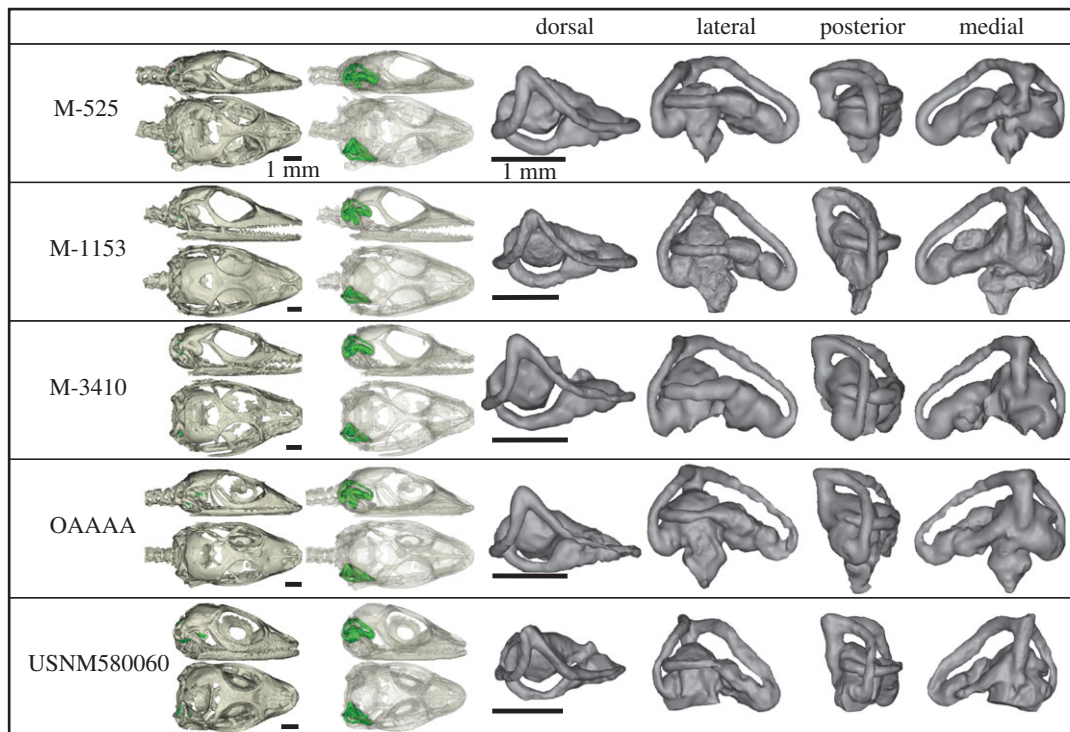 dorsal lateral posterior medial
M-525
1 mm 1 mm
M-1153
M-3410
OAAAA
USNM580060